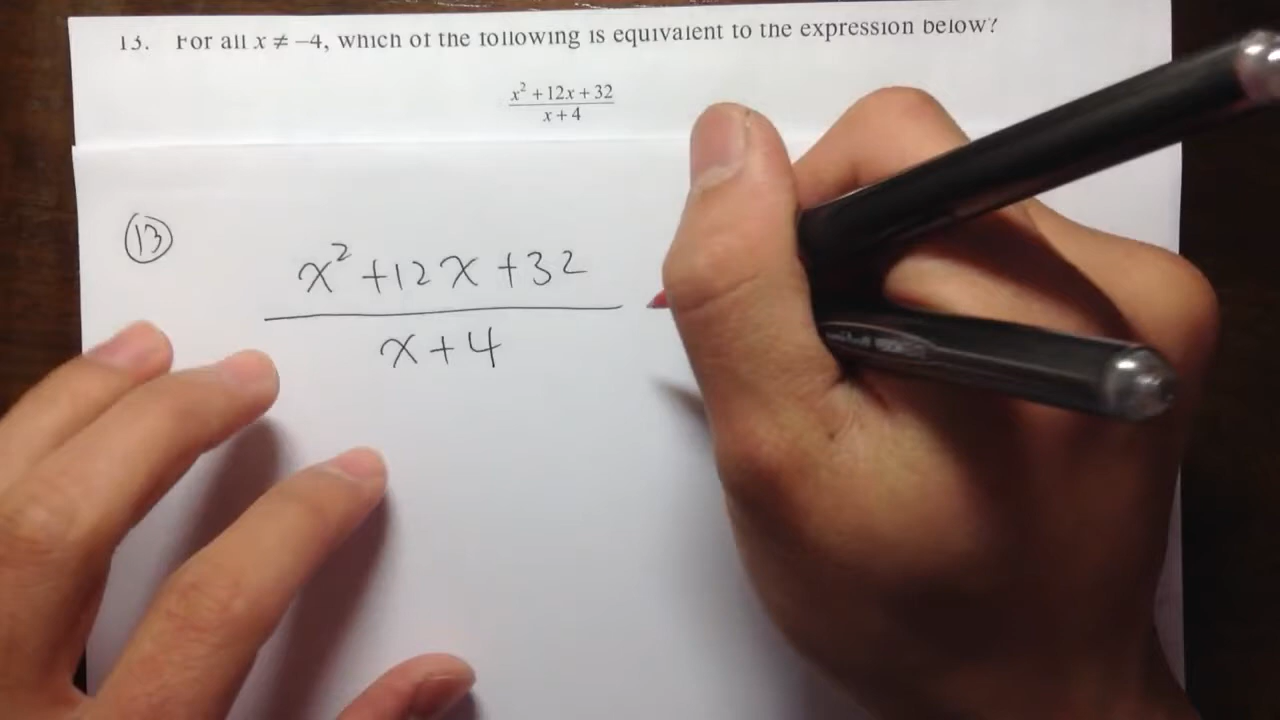 13. For all x ≠ −4, which of the following is equivalent to the expression below?
x² + 12x + 32
x + 4
13
x² + 12x + 32
x + 4